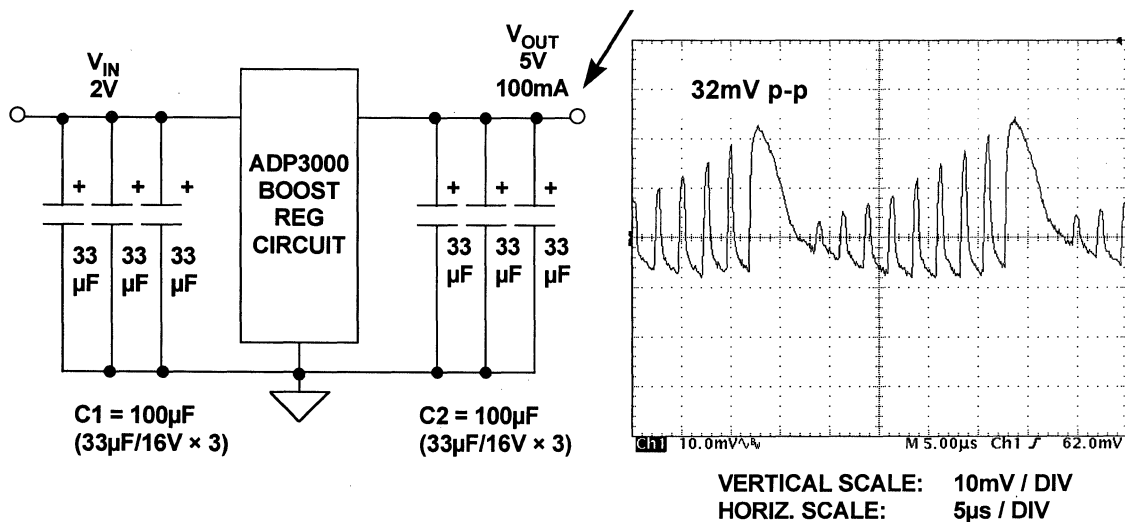 V_IN
2V
ADP3000
BOOST
REG
CIRCUIT
V_OUT
5V
100mA
+ + +
33 33 33
µF µF µF
+ + +
33 33 33
µF µF µF
C1 = 100µF
(33µF/16V × 3)
C2 = 100µF
(33µF/16V × 3)
32mV p-p
Ch1 10.0mV M 5.00µs Ch1 62.0mV
VERTICAL SCALE: 10mV / DIV
HORIZ. SCALE: 5µs / DIV